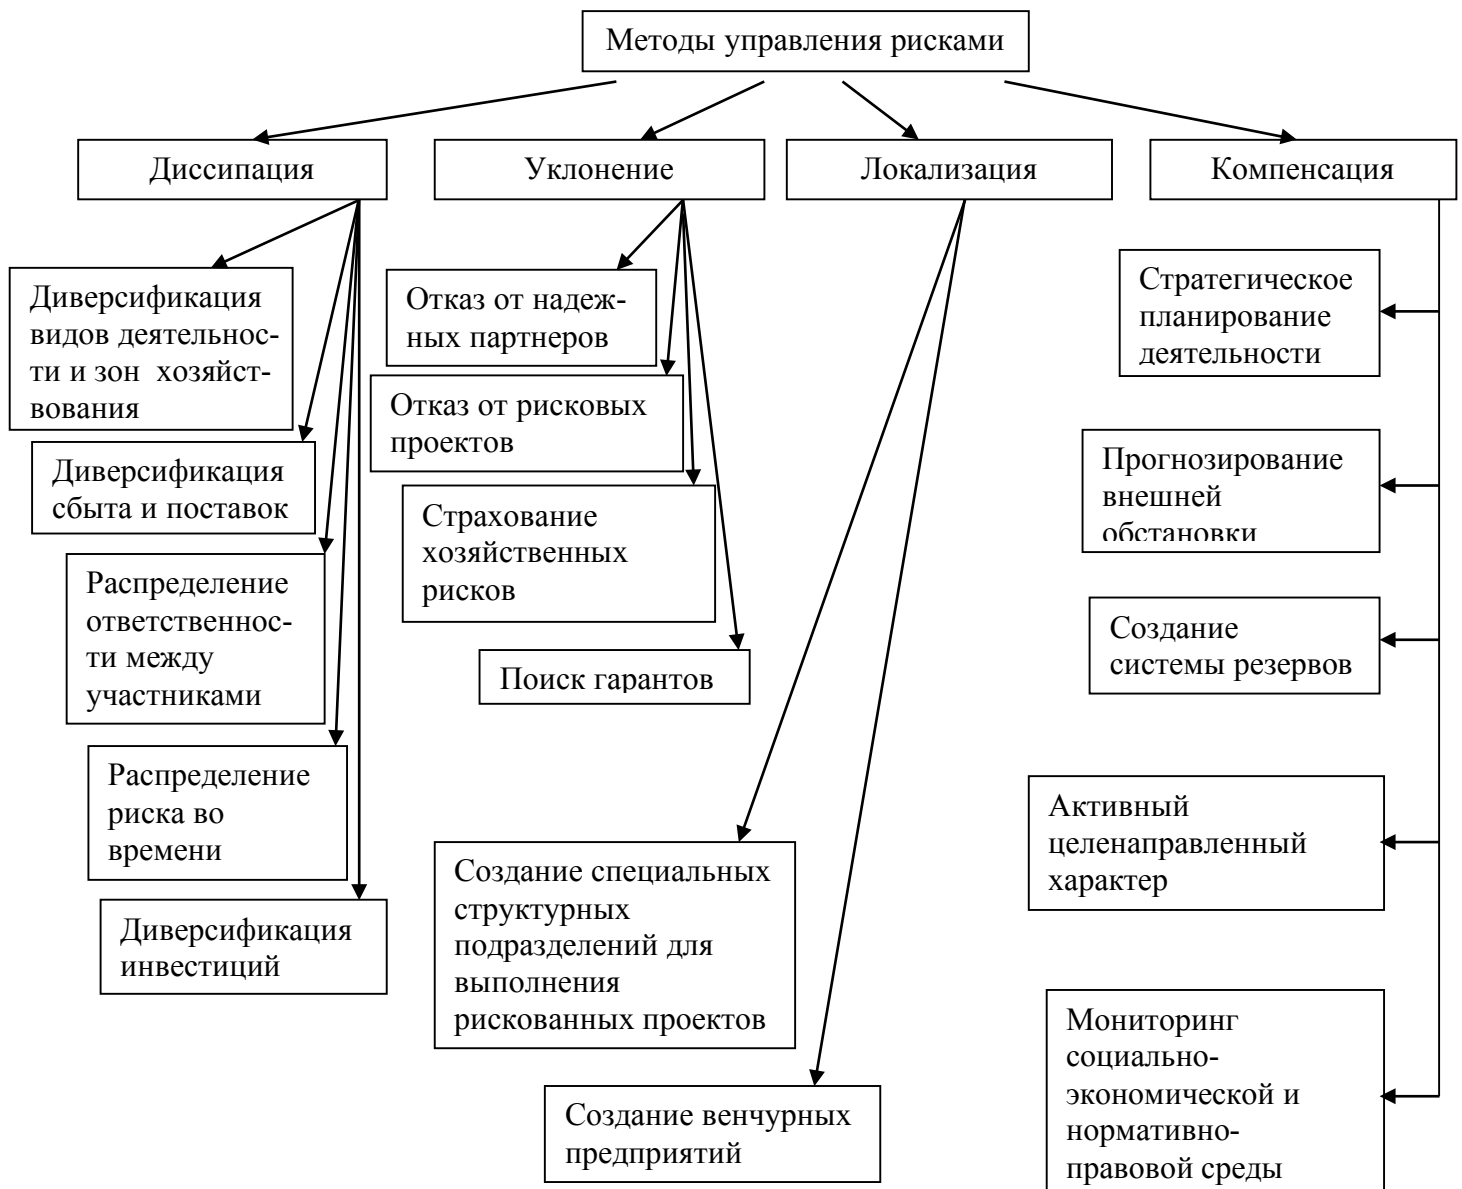 Методы управления рисками
Диссипация
Уклонение
Локализация
Компенсация
Диверсификация
видов деятельнос-
ти и зон хозяйст-
вования
Диверсификация
сбыта и поставок
Распределение
ответственнос-
ти между
участниками
Распределение
риска во
времени
Диверсификация
инвестиций
Отказ от надеж-
ных партнеров
Отказ от рисковых
проектов
Страхование
хозяйственных
рисков
Поиск гарантов
Создание специальных
структурных
подразделений для
выполнения
рискованных проектов
Создание венчурных
предприятий
Стратегическое
планирование
деятельности
Прогнозирование
внешней
обстановки
Создание
системы резервов
Активный
целенаправленный
характер
Мониторинг
социально-
экономической и
нормативно-
правовой среды